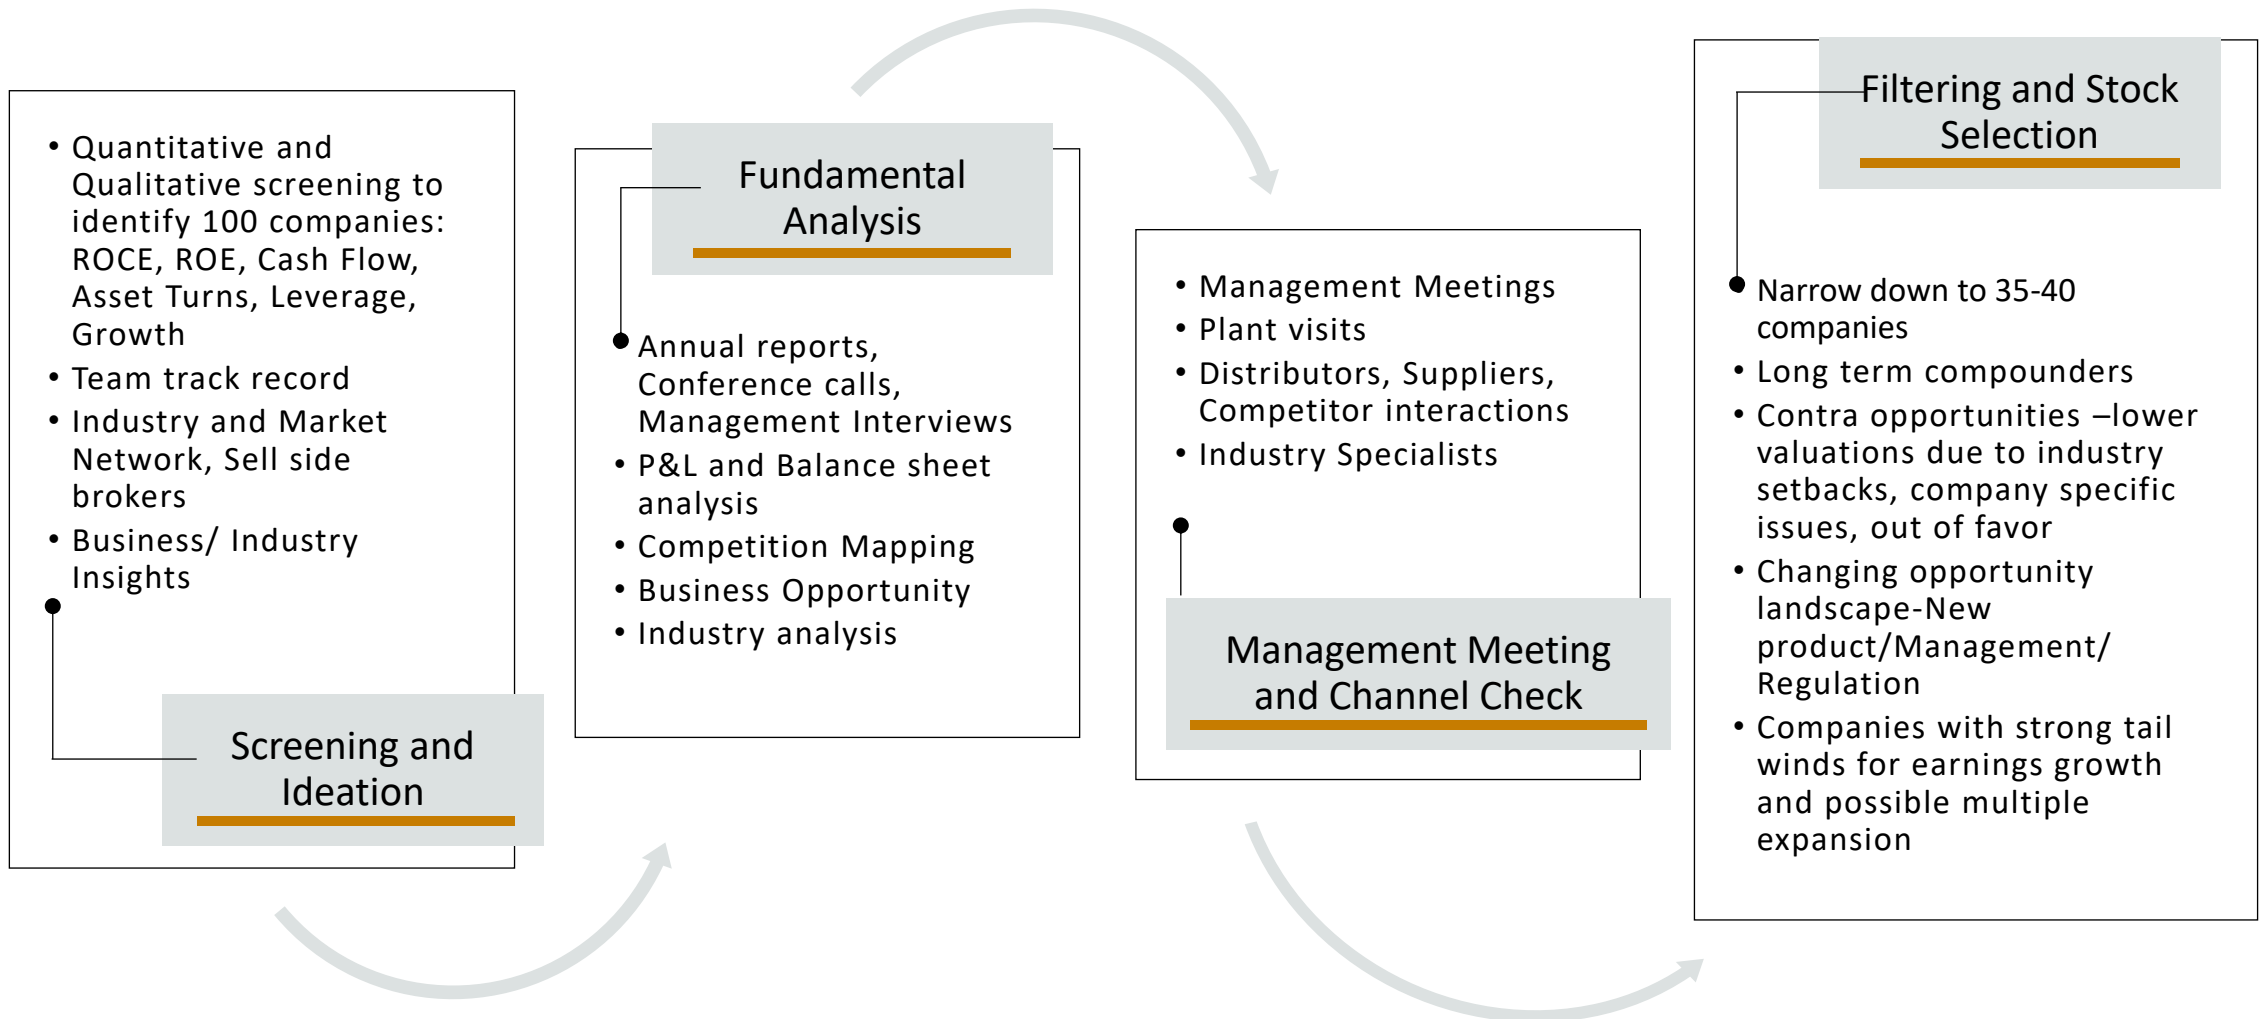 • Quantitative and
Qualitative screening to
identify 100 companies:
ROCE, ROE, Cash Flow,
Asset Turns, Leverage,
Growth
• Team track record
• Industry and Market
Network, Sell side
brokers
• Business/ Industry
Insights
Screening and
Ideation
Fundamental
Analysis
Annual reports,
Conference calls,
Management Interviews
• P&L and Balance sheet
analysis
• Competition Mapping
• Business Opportunity
• Industry analysis
• Management Meetings
• Plant visits
• Distributors, Suppliers,
Competitor interactions
• Industry Specialists
Management Meeting
and Channel Check
Filtering and Stock
Selection
Narrow down to 35-40
companies
• Long term compounders
• Contra opportunities –lower
valuations due to industry
setbacks, company specific
issues, out of favor
• Changing opportunity
landscape-New
product/Management/
Regulation
• Companies with strong tail
winds for earnings growth
and possible multiple
expansion